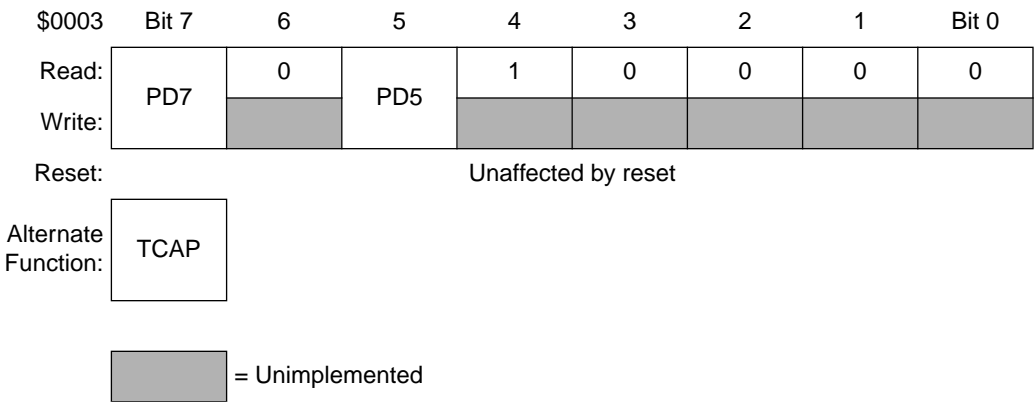 $0003 Bit 7 6 5 4 3 2 1 Bit 0
Read: PD7 0 PD5 1 0 0 0 0
Write:
Reset: Unaffected by reset
Alternate
Function: TCAP
= Unimplemented